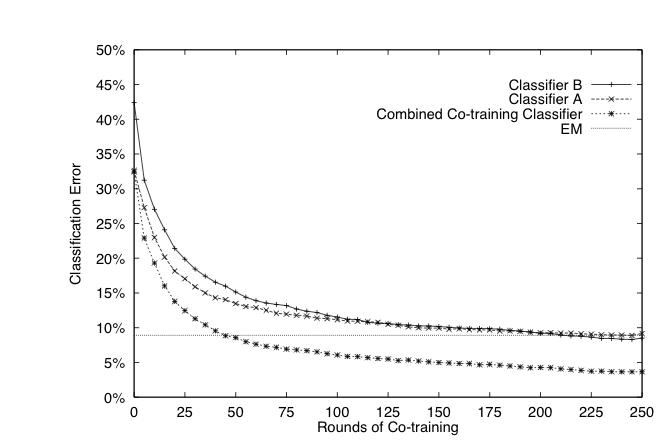 50%
45%
40%
35%
30%
25%
20%
15%
10%
5%
0%
Classification Error
Classifier B
Classifier A
Combined Co-training Classifier
EM
0 25 50 75 100 125 150 175 200 225 250
Rounds of Co-training